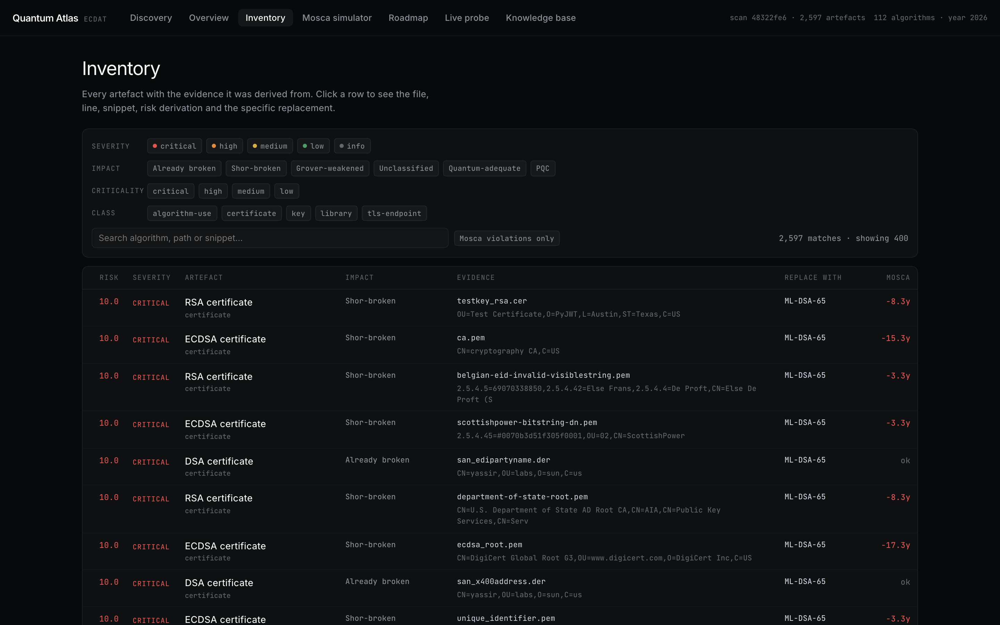 Quantum Atlas ECDAT Discovery Overview Inventory Mosca simulator Roadmap Live probe Knowledge base scan 48322fe6 · 2,597 artefacts 112 algorithms · year 2026
Inventory
Every artefact with the evidence it was derived from. Click a row to see the file,
line, snippet, risk derivation and the specific replacement.
SEVERITY critical high medium low info
IMPACT Already broken Shor-broken Grover-weakened Unclassified Quantum-adequate PQC
CRITICALITY critical high medium low
CLASS algorithm-use certificate key library tls-endpoint
Search algorithm, path or snippet... Mosca violations only 2,597 matches · showing 400
RISK SEVERITY ARTEFACT IMPACT EVIDENCE REPLACE WITH MOSCA
10.0 CRITICAL RSA certificate Shor-broken testkey_rsa.cer ML-DSA-65 -8.3y
certificate OU=Test Certificate,O=PyJWT,L=Austin,ST=Texas,C=US
10.0 CRITICAL ECDSA certificate Shor-broken ca.pem ML-DSA-65 -15.3y
certificate CN=cryptography CA,C=US
10.0 CRITICAL RSA certificate Shor-broken belgian-eid-invalid-visiblestring.pem ML-DSA-65 -3.3y
certificate 2.5.4.5=69070338850,2.5.4.42=Else Frans,2.5.4.4=De Proft,CN=Else De
Proft (S
10.0 CRITICAL ECDSA certificate Shor-broken scottishpower-bitstring-dn.pem ML-DSA-65 -3.3y
certificate 2.5.4.45=#0070b3d51f305f0001,OU=02,CN=ScottishPower
10.0 CRITICAL DSA certificate Already broken san_edipartyname.der ML-DSA-65 ok
certificate CN=yassir,OU=labs,O=sun,C=us
10.0 CRITICAL RSA certificate Shor-broken department-of-state-root.pem ML-DSA-65 -8.3y
certificate CN=U.S. Department of State AD Root CA,CN=AIA,CN=Public Key
Services,CN=Serv
10.0 CRITICAL ECDSA certificate Shor-broken ecdsa_root.pem ML-DSA-65 -17.3y
certificate CN=DigiCert Global Root G3,OU=www.digicert.com,O=DigiCert Inc,C=US
10.0 CRITICAL DSA certificate Already broken san_x400address.der ML-DSA-65 ok
certificate CN=yassir,OU=labs,O=sun,C=us
10.0 CRITICAL ECDSA certificate Shor-broken unique_identifier.pem ML-DSA-65 -3.3y